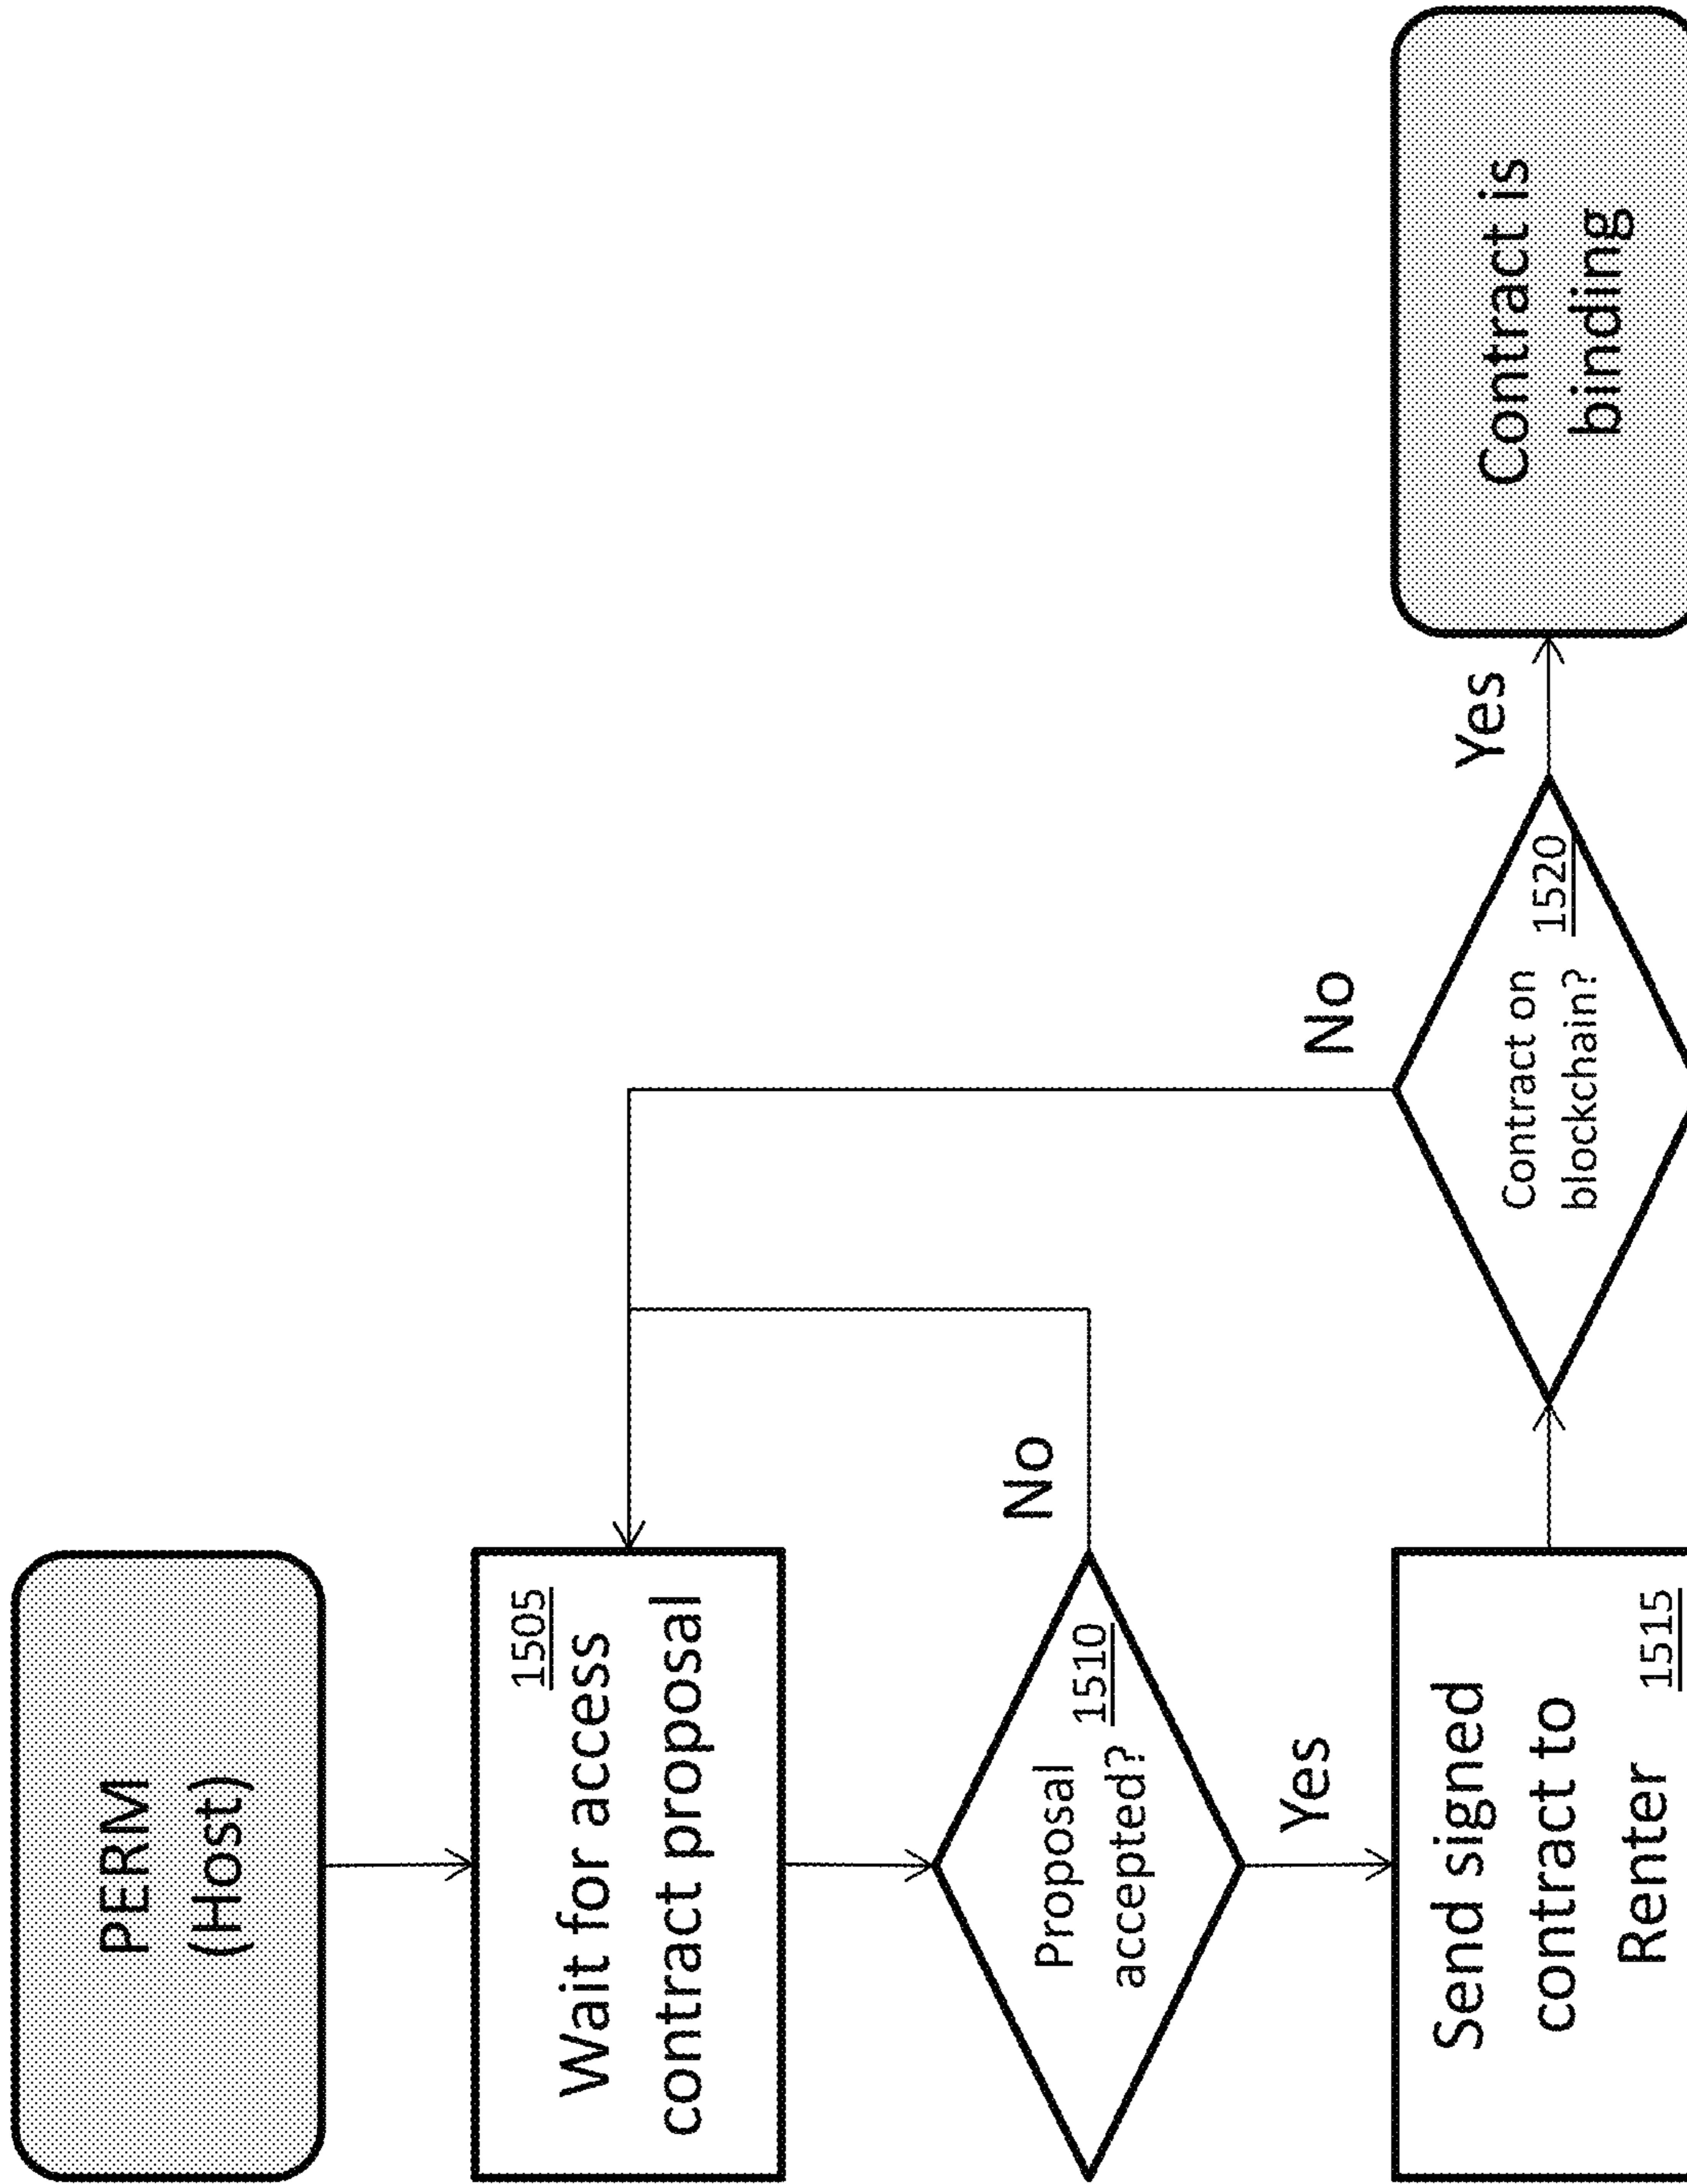 PERM
(Host)
1505
Wait for access
contract proposal
Proposal
accepted?
1510
No
Yes
Send signed
contract to
Renter
1515
Contract on
blockchain?
1520
No
Yes
Contract is
binding